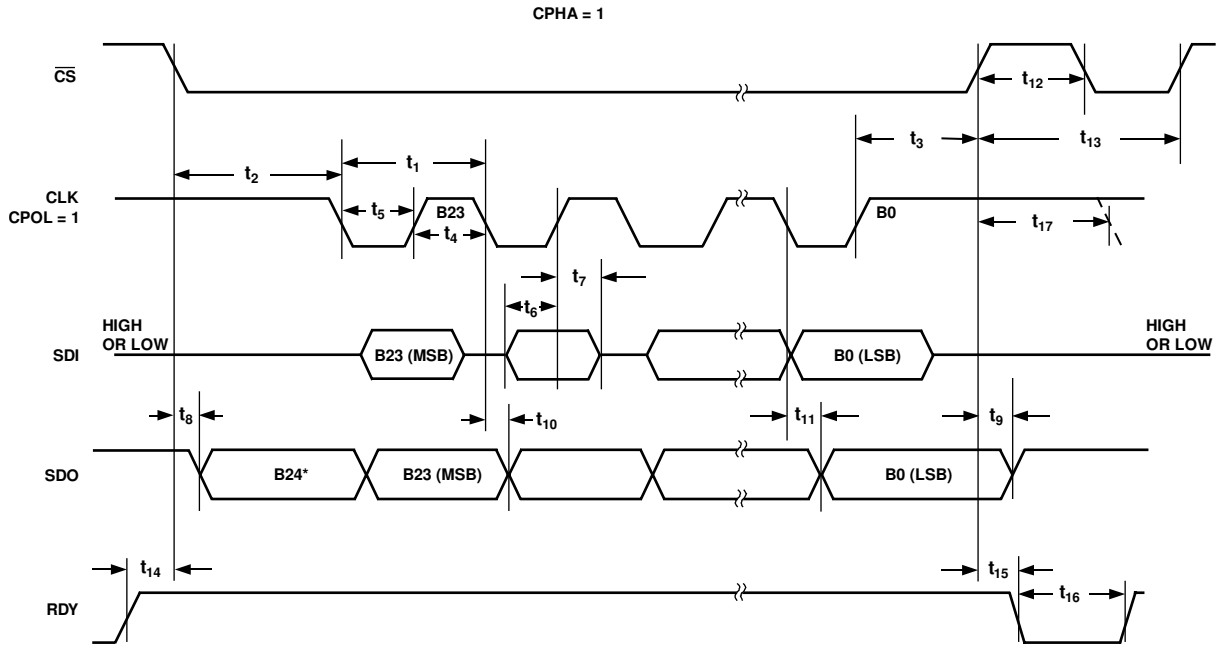 CPHA = 1
CS
t12
t3
t13
t1
t2
CLK
CPOL = 1
t5
B23
t4
B0
t17
t7
t6
HIGH
OR LOW
SDI
B23 (MSB)
B0 (LSB)
HIGH
OR LOW
t8
t10
t11
t9
SDO
B24*
B23 (MSB)
B0 (LSB)
t14
t15
t16
RDY